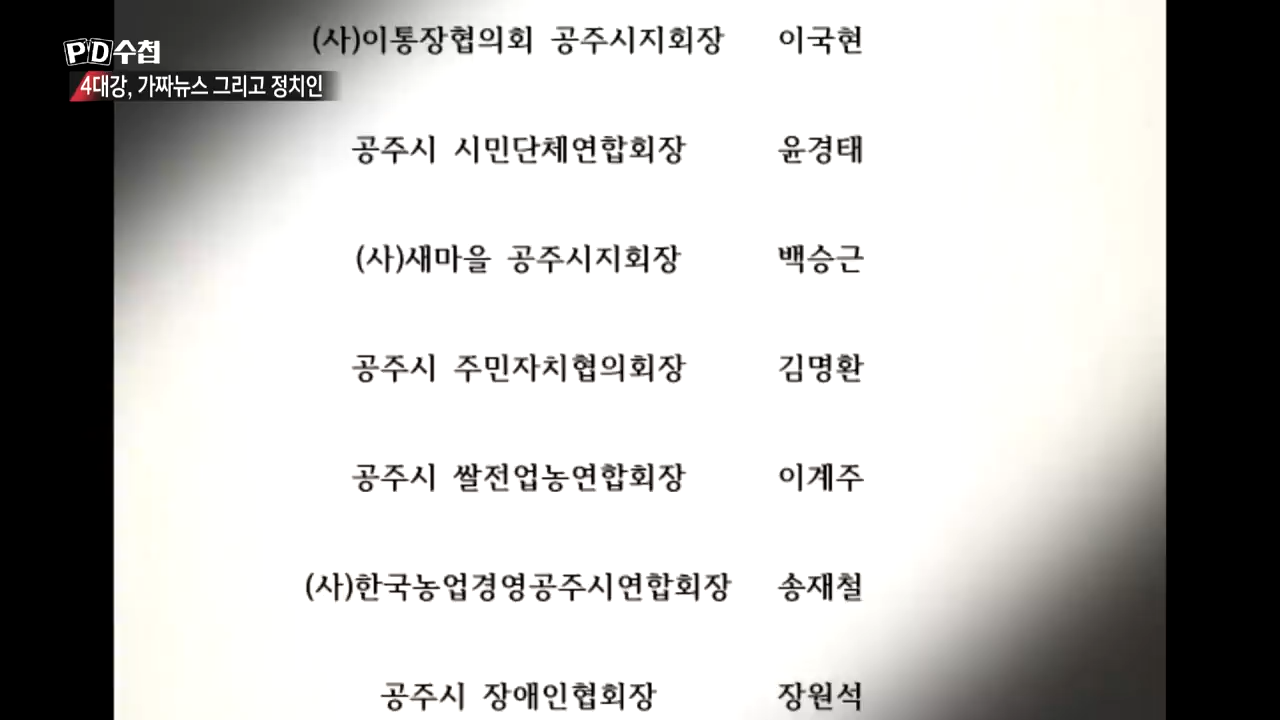 PD수첩
4대강, 가짜뉴스 그리고 정치인
(사)이통장협의회 공주시지회장 이국현
공주시 시민단체연합회장 윤경태
(사)새마을 공주시지회장 백승근
공주시 주민자치협의회장 김명환
공주시 쌀전업농연합회장 이계주
(사)한국농업경영공주시연합회장 송재철
공주시 장애인협회장 장원석